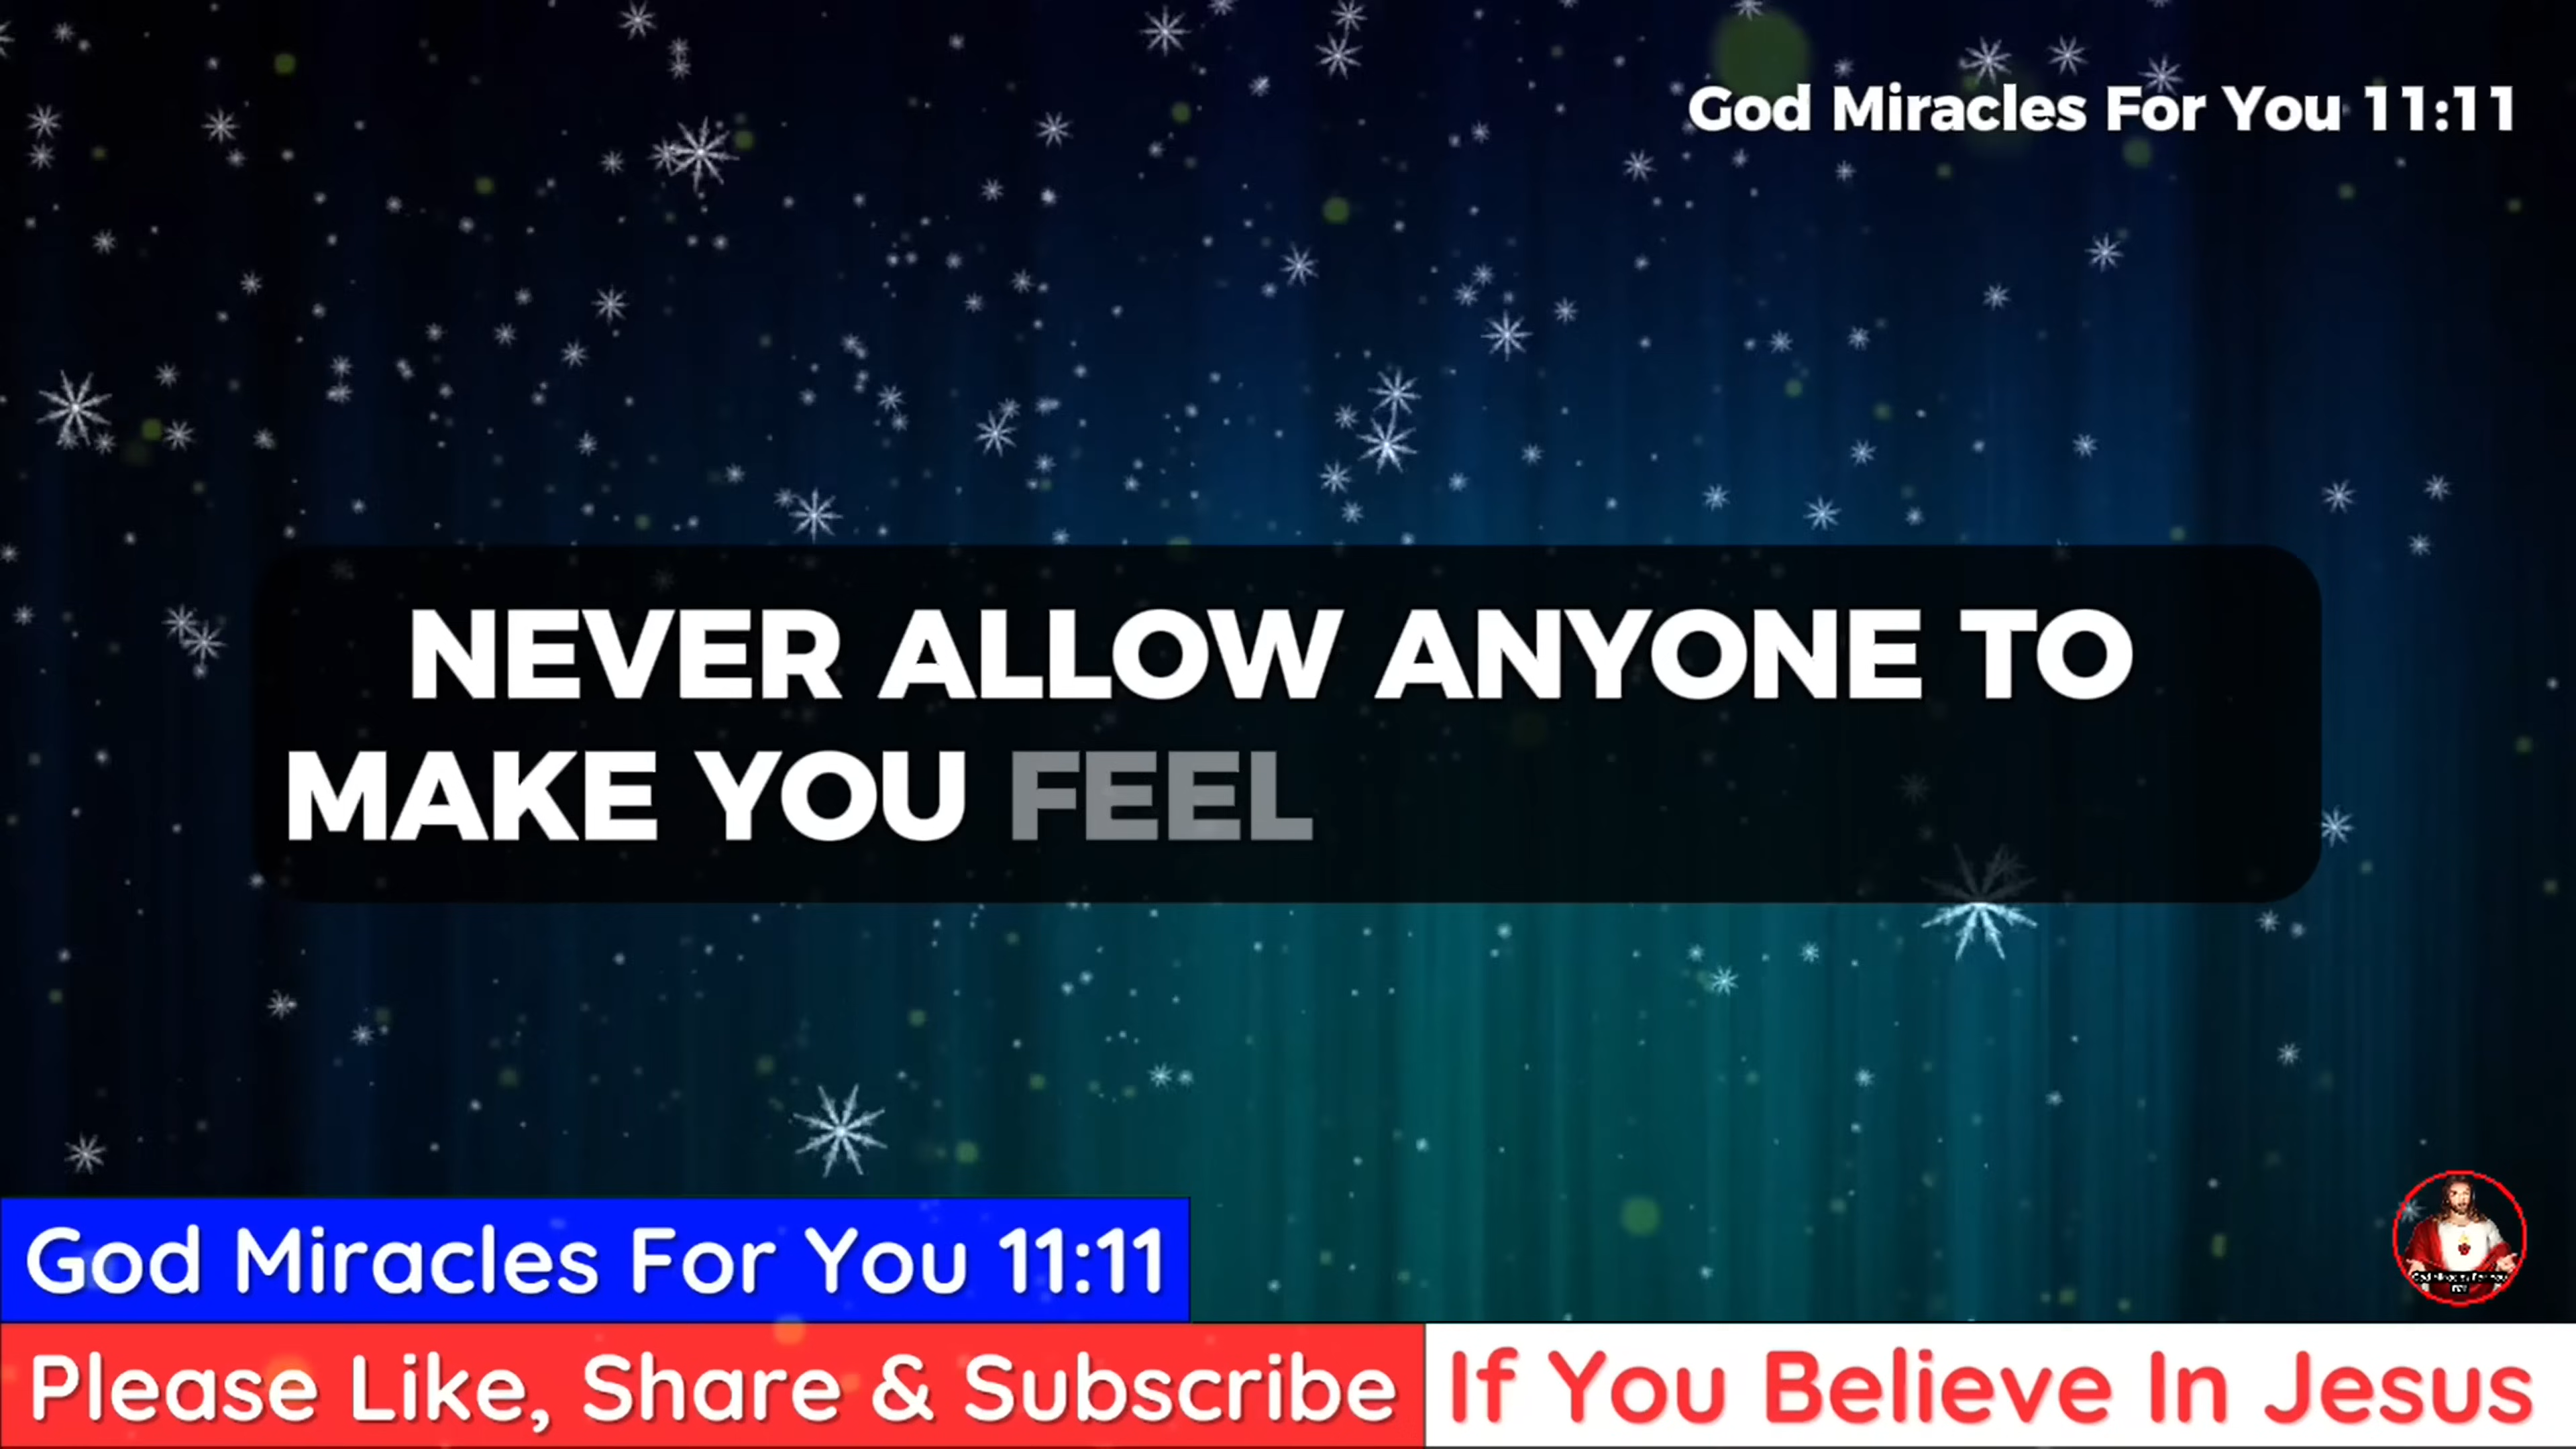 God Miracles For You 11:11
NEVER ALLOW ANYONE TO
MAKE YOU FEEL
God Miracles For You 11:11
Please Like, Share & Subscribe
If You Believe In Jesus